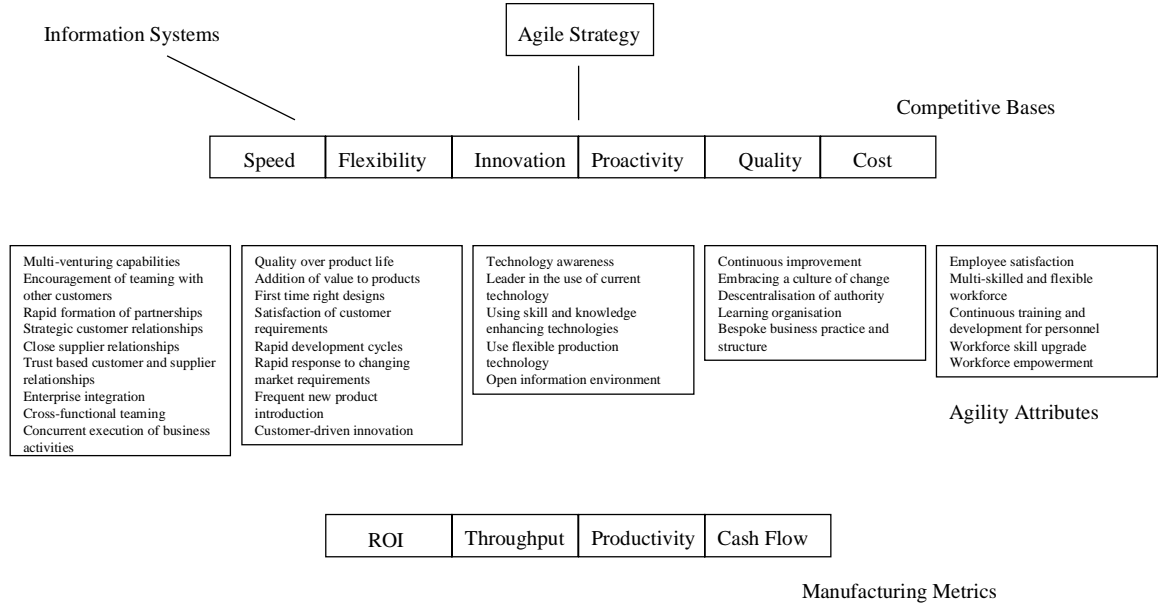 Information Systems
Agile Strategy
Competitive Bases
Speed
Flexibility
Innovation
Proactivity
Quality
Cost
Multi-venturing capabilities
Encouragement of teaming with
other customers
Rapid formation of partnerships
Strategic customer relationships
Close supplier relationships
Trust based customer and supplier
relationships
Enterprise integration
Cross-functional teaming
Concurrent execution of business
activities
Quality over product life
Addition of value to products
First time right designs
Satisfaction of customer
requirements
Rapid development cycles
Rapid response to changing
market requirements
Frequent new product
introduction
Customer-driven innovation
Technology awareness
Leader in the use of current
technology
Using skill and knowledge
enhancing technologies
Use flexible production
technology
Open information environment
Continuous improvement
Embracing a culture of change
Descentralisation of authority
Learning organisation
Bespoke business practice and
structure
Employee satisfaction
Multi-skilled and flexible
workforce
Continuous training and
development for personnel
Workforce skill upgrade
Workforce empowerment
Agility Attributes
ROI
Throughput
Productivity
Cash Flow
Manufacturing Metrics